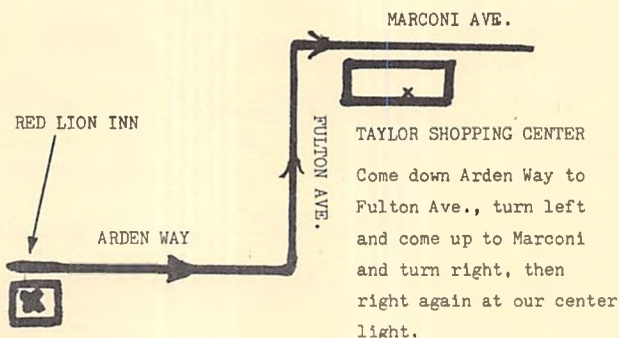 MARCONI AVE.
RED LION INN
FULTON AVE.
TAYLOR SHOPPING CENTER
ARDEN WAY
Come down Arden Way to
Fulton Ave., turn left
and come up to Marconi
and turn right, then
right again at our center
light.